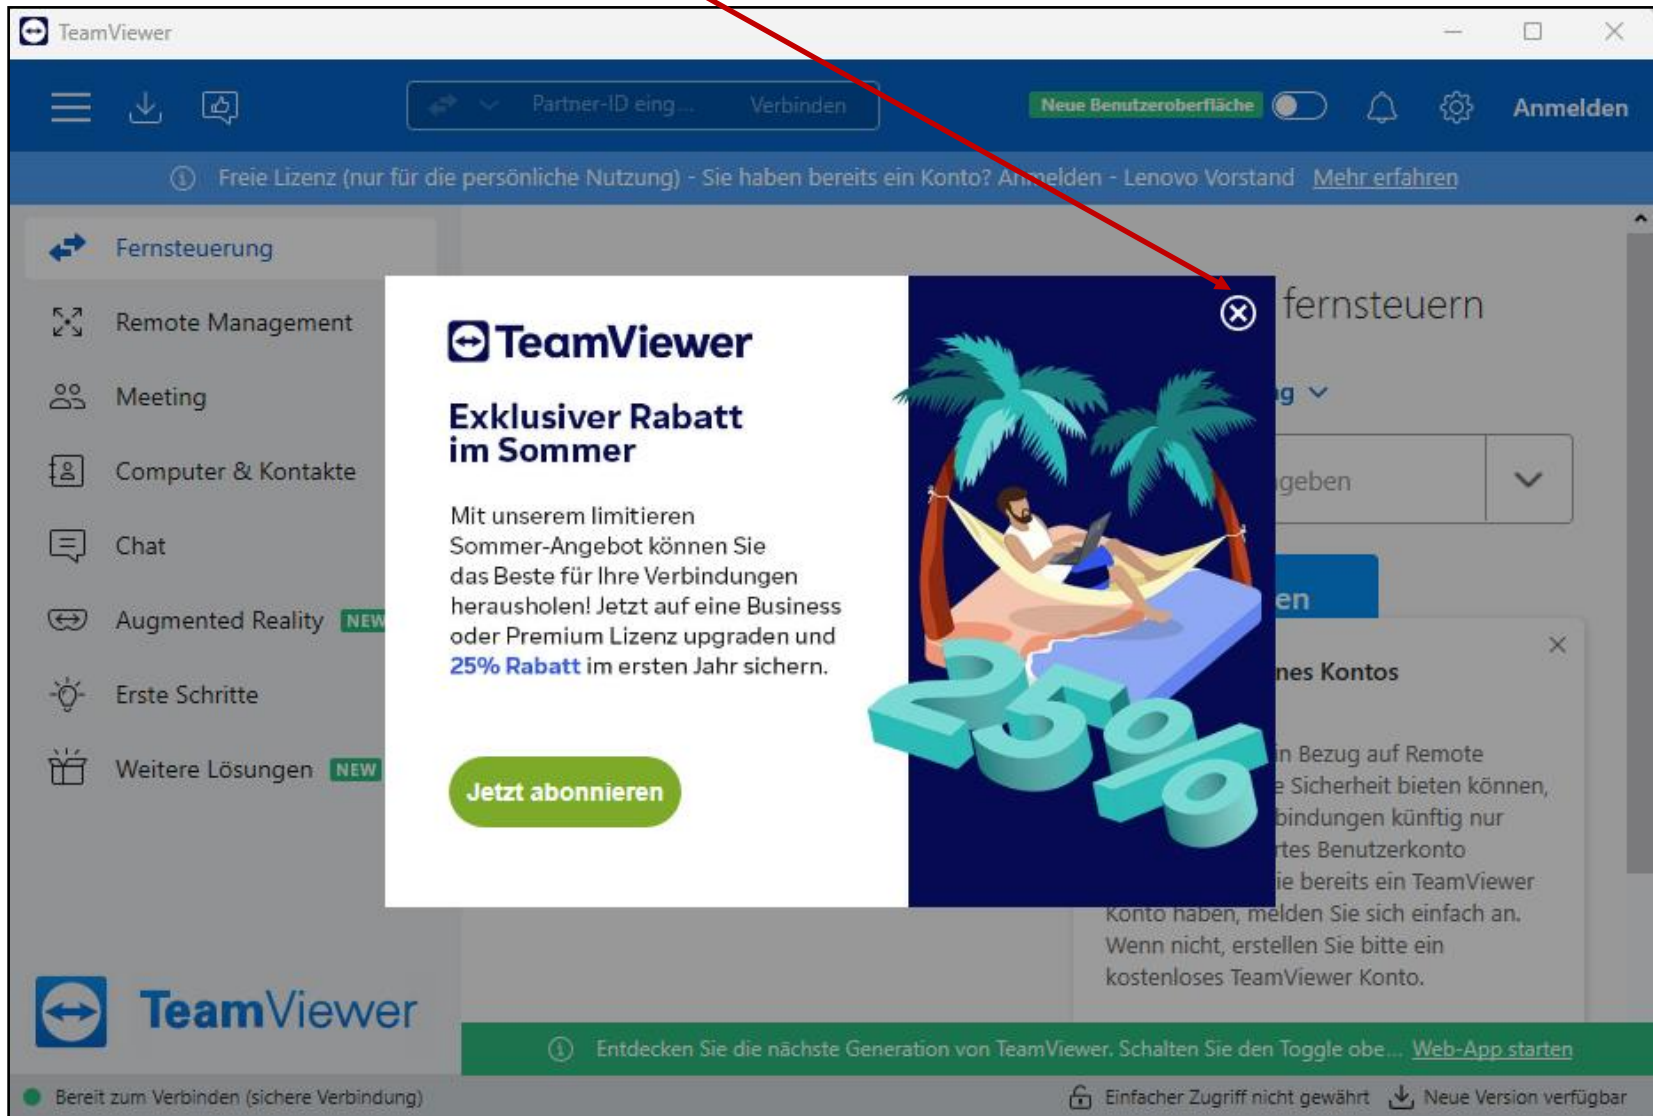 TeamViewer
Partner-ID eing... Verbinden
Neue Benutzeroberfläche
Anmelden
Freie Lizenz (nur für die persönliche Nutzung) - Sie haben bereits ein Konto? Anmelden - Lenovo Vorstand Mehr erfahren
Fernsteuerung
Remote Management
Meeting
Computer & Kontakte
Chat
Augmented Reality NEW
Erste Schritte
Weitere Lösungen NEW
TeamViewer
TeamViewer
Exklusiver Rabatt
im Sommer
Mit unserem limitieren
Sommer-Angebot können Sie
das Beste für Ihre Verbindungen
herausholen! Jetzt auf eine Business
oder Premium Lizenz upgraden und
25% Rabatt im ersten Jahr sichern.
Jetzt abonnieren
25%
fernsteuern
ngeben
en
nes Kontos
in Bezug auf Remote
e Sicherheit bieten können,
bindungen künftig nur
rtes Benutzerkonto
ie bereits ein TeamViewer
Konto haben, melden Sie sich einfach an.
Wenn nicht, erstellen Sie bitte ein
kostenloses TeamViewer Konto.
Entdecken Sie die nächste Generation von TeamViewer. Schalten Sie den Toggle obe... Web-App starten
Bereit zum Verbinden (sichere Verbindung)
Einfacher Zugriff nicht gewährt
Neue Version verfügbar